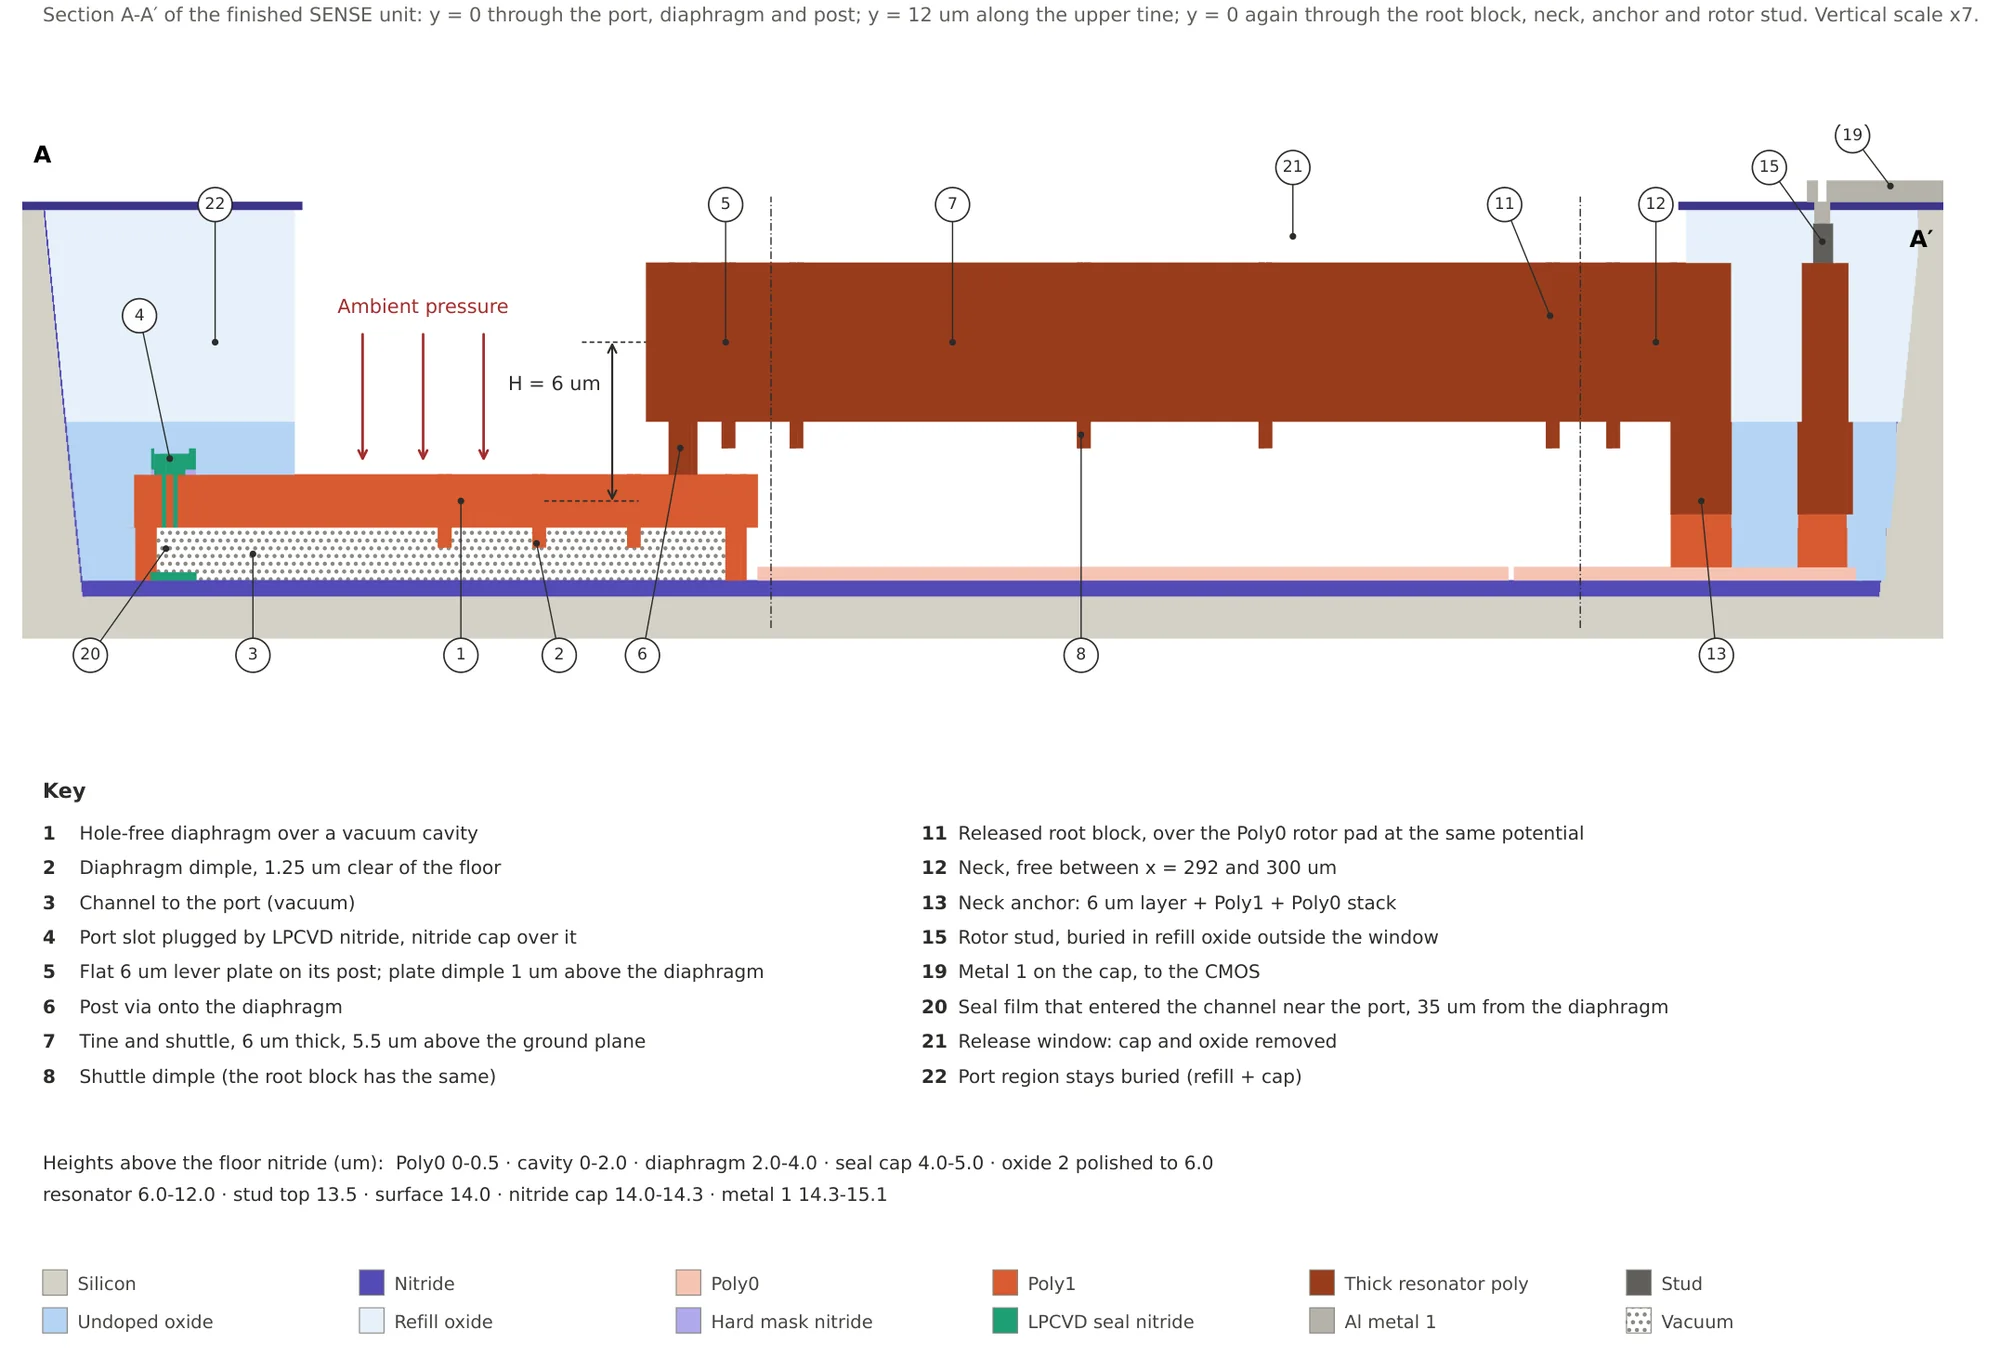 Section A-A′ of the finished SENSE unit: y = 0 through the port, diaphragm and post; y = 12 um along the upper tine; y = 0 again through the root block, neck, anchor and rotor stud. Vertical scale x7.
19
A
21
15
22
5
7
11
12
A′
Ambient pressure
4
H = 6 um
20
3
1
2
6
8
13
Key
1 Hole-free diaphragm over a vacuum cavity
2 Diaphragm dimple, 1.25 um clear of the floor
3 Channel to the port (vacuum)
4 Port slot plugged by LPCVD nitride, nitride cap over it
5 Flat 6 um lever plate on its post; plate dimple 1 um above the diaphragm
6 Post via onto the diaphragm
7 Tine and shuttle, 6 um thick, 5.5 um above the ground plane
8 Shuttle dimple (the root block has the same)
11 Released root block, over the Poly0 rotor pad at the same potential
12 Neck, free between x = 292 and 300 um
13 Neck anchor: 6 um layer + Poly1 + Poly0 stack
15 Rotor stud, buried in refill oxide outside the window
19 Metal 1 on the cap, to the CMOS
20 Seal film that entered the channel near the port, 35 um from the diaphragm
21 Release window: cap and oxide removed
22 Port region stays buried (refill + cap)
Heights above the floor nitride (um): Poly0 0-0.5 · cavity 0-2.0 · diaphragm 2.0-4.0 · seal cap 4.0-5.0 · oxide 2 polished to 6.0
resonator 6.0-12.0 · stud top 13.5 · surface 14.0 · nitride cap 14.0-14.3 · metal 1 14.3-15.1
Silicon
Nitride
Poly0
Poly1
Thick resonator poly
Stud
Undoped oxide
Refill oxide
Hard mask nitride
LPCVD seal nitride
Al metal 1
Vacuum